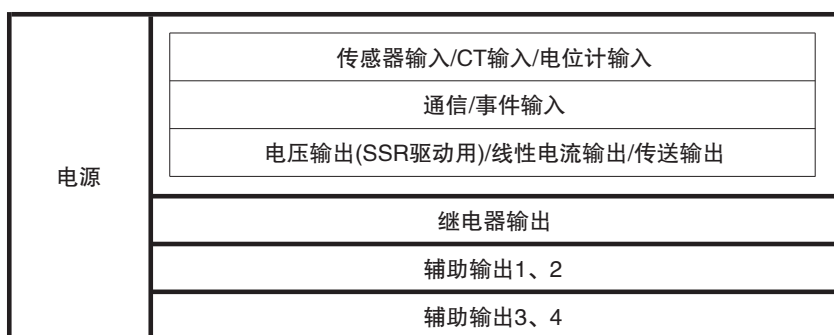 传感器输入/CT输入/电位计输入
通信/事件输入
电压输出(SSR驱动用)/线性电流输出/传送输出
电源
继电器输出
辅助输出1、2
辅助输出3、4